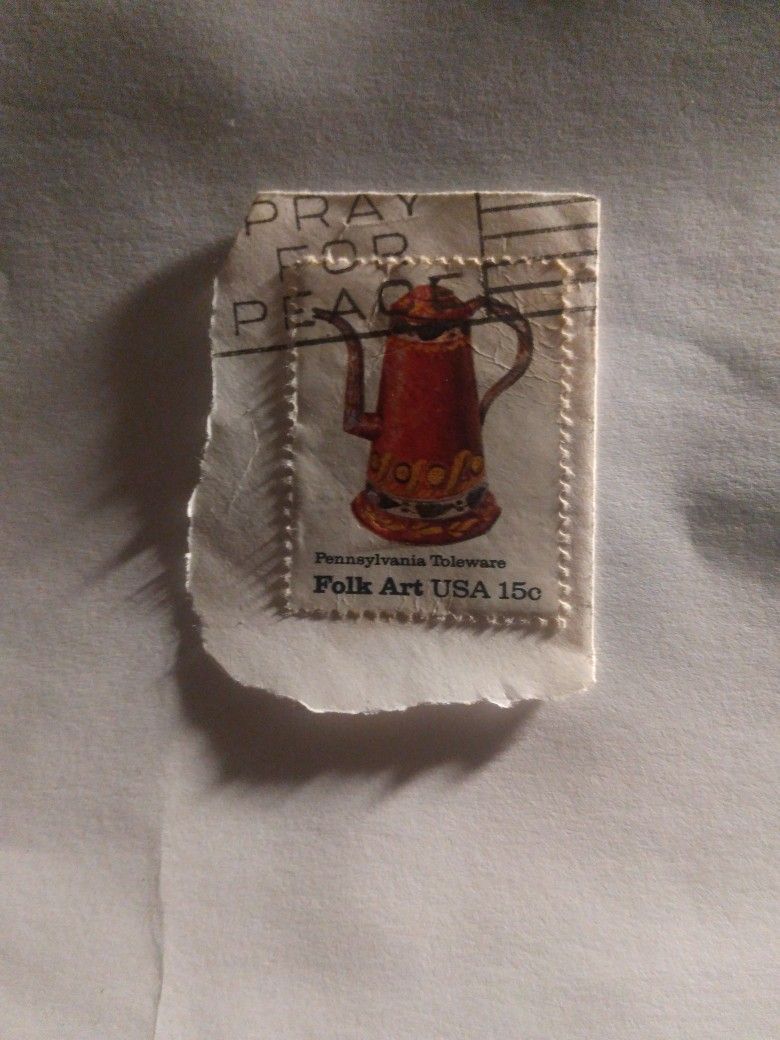 PRAY
FOR
PEACE
Pennsylvania Toleware
Folk Art USA 15c